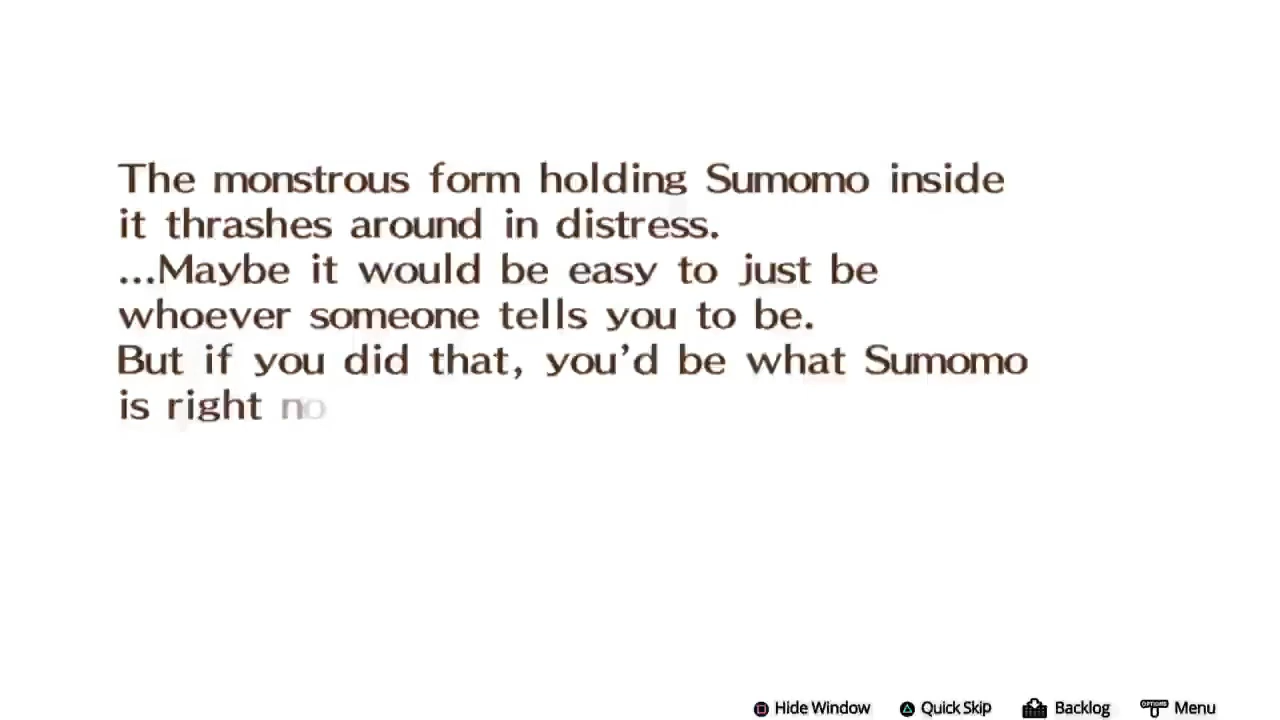 The monstrous form holding Sumomo inside
it thrashes around in distress.
...Maybe it would be easy to just be
whoever someone tells you to be.
But if you did that, you’d be what Sumomo
is right no
Hide Window
Quick Skip
Backlog
OPTIONS
Menu